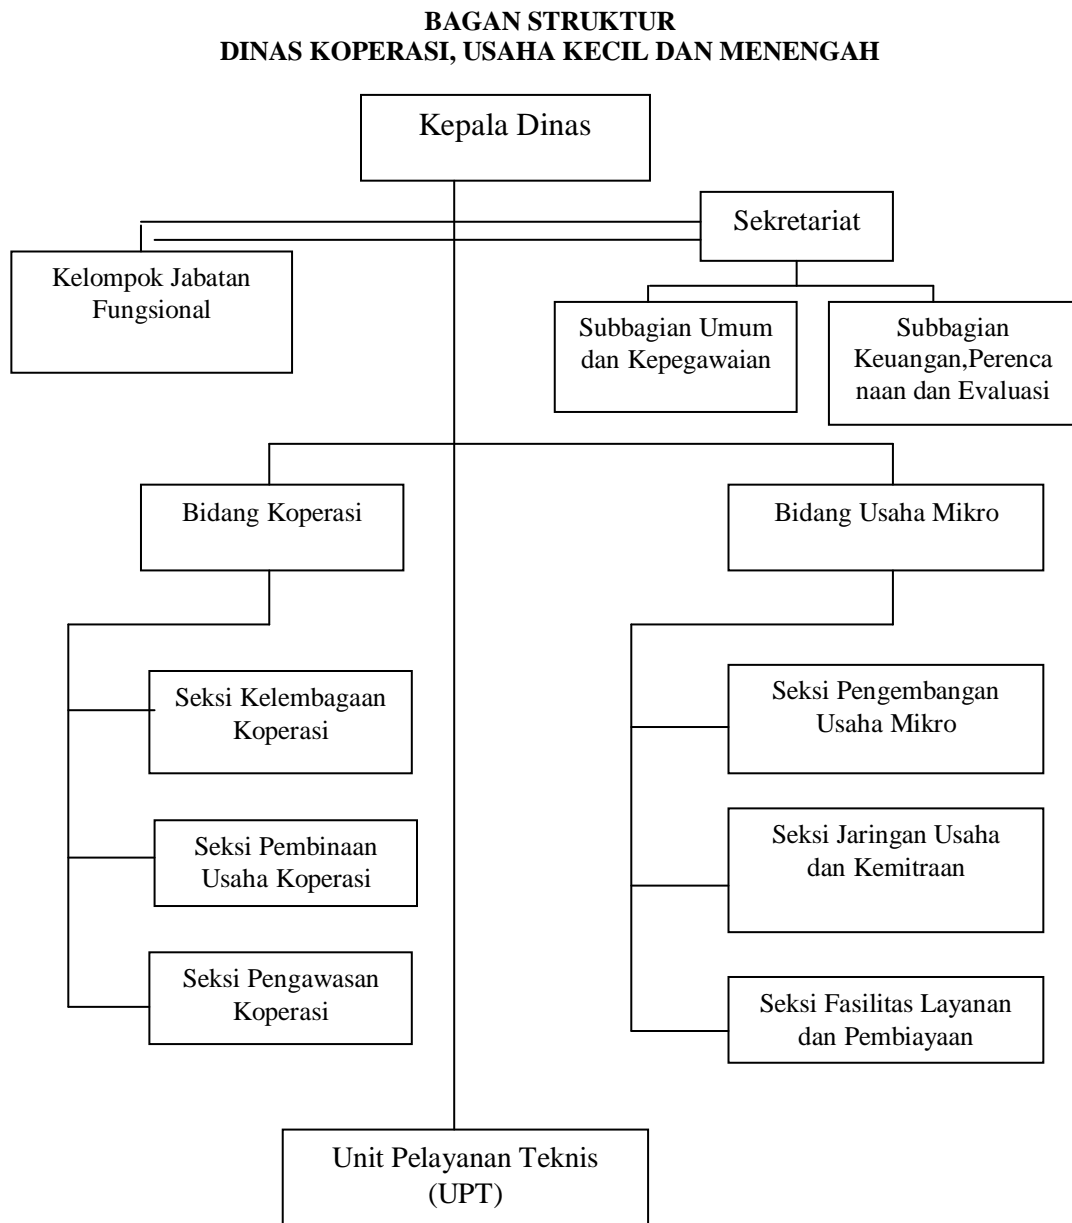 BAGAN STRUKTUR
DINAS KOPERASI, USAHA KECIL DAN MENENGAH
Kepala Dinas
Sekretariat
Kelompok Jabatan
Fungsional
Subbagian Umum
dan Kepegawaian
Subbagian
Keuangan,Perenca
naan dan Evaluasi
Bidang Koperasi
Bidang Usaha Mikro
Seksi Kelembagaan
Koperasi
Seksi Pembinaan
Usaha Koperasi
Seksi Pengawasan
Koperasi
Seksi Pengembangan
Usaha Mikro
Seksi Jaringan Usaha
dan Kemitraan
Seksi Fasilitas Layanan
dan Pembiayaan
Unit Pelayanan Teknis
(UPT)